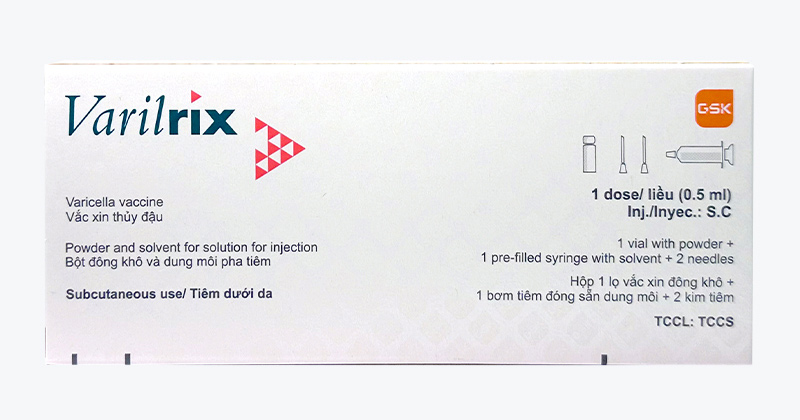 Varilrix
Varicella vaccine
Vắc xin thủy đậu
Powder and solvent for solution for injection
Bột đông khô và dung môi pha tiêm
Subcutaneous use/ Tiêm dưới da
GSK
1 dose/ liều (0.5 ml)
Inj./Inyec.: S.C
1 vial with powder +
1 pre-filled syringe with solvent + 2 needles
Hộp 1 lọ vắc xin đông khô +
1 bơm tiêm đóng sẵn dung môi + 2 kim tiêm
TCCL: TCCS